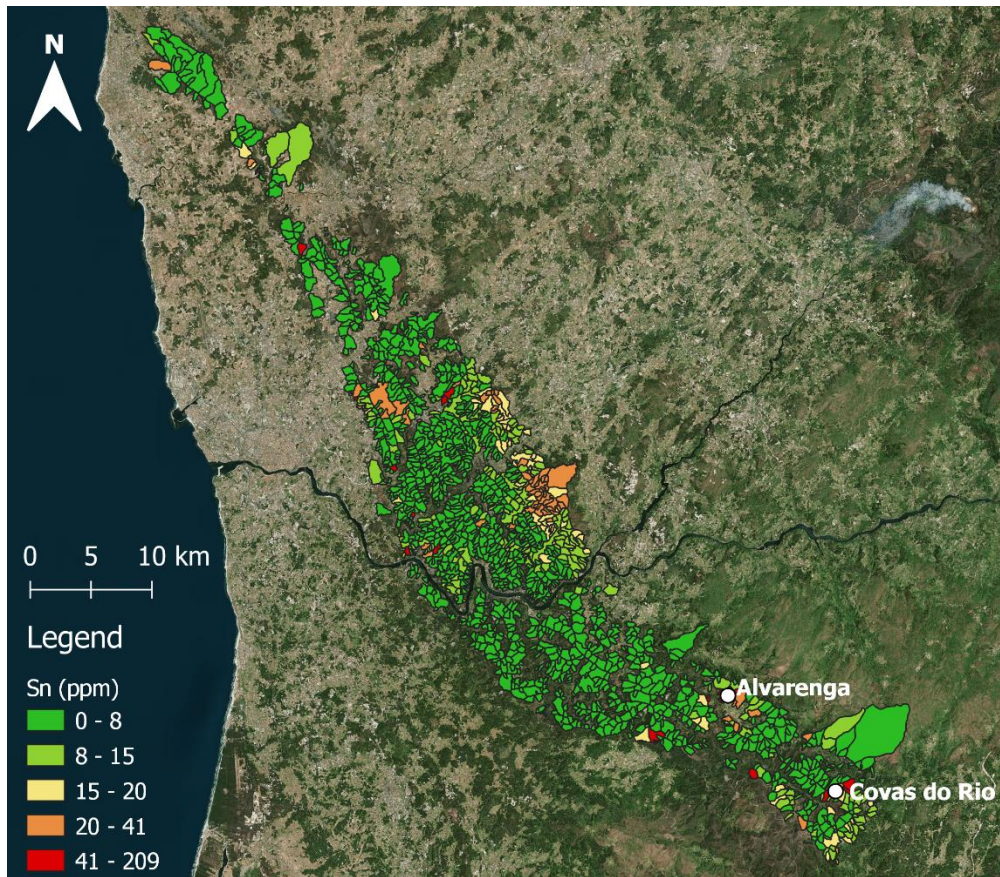 N
0 5 10 km
Legend
Sn (ppm)
0 - 8
8 - 15
15 - 20
20 - 41
41 - 209
Alvarenga
Covas do Rio